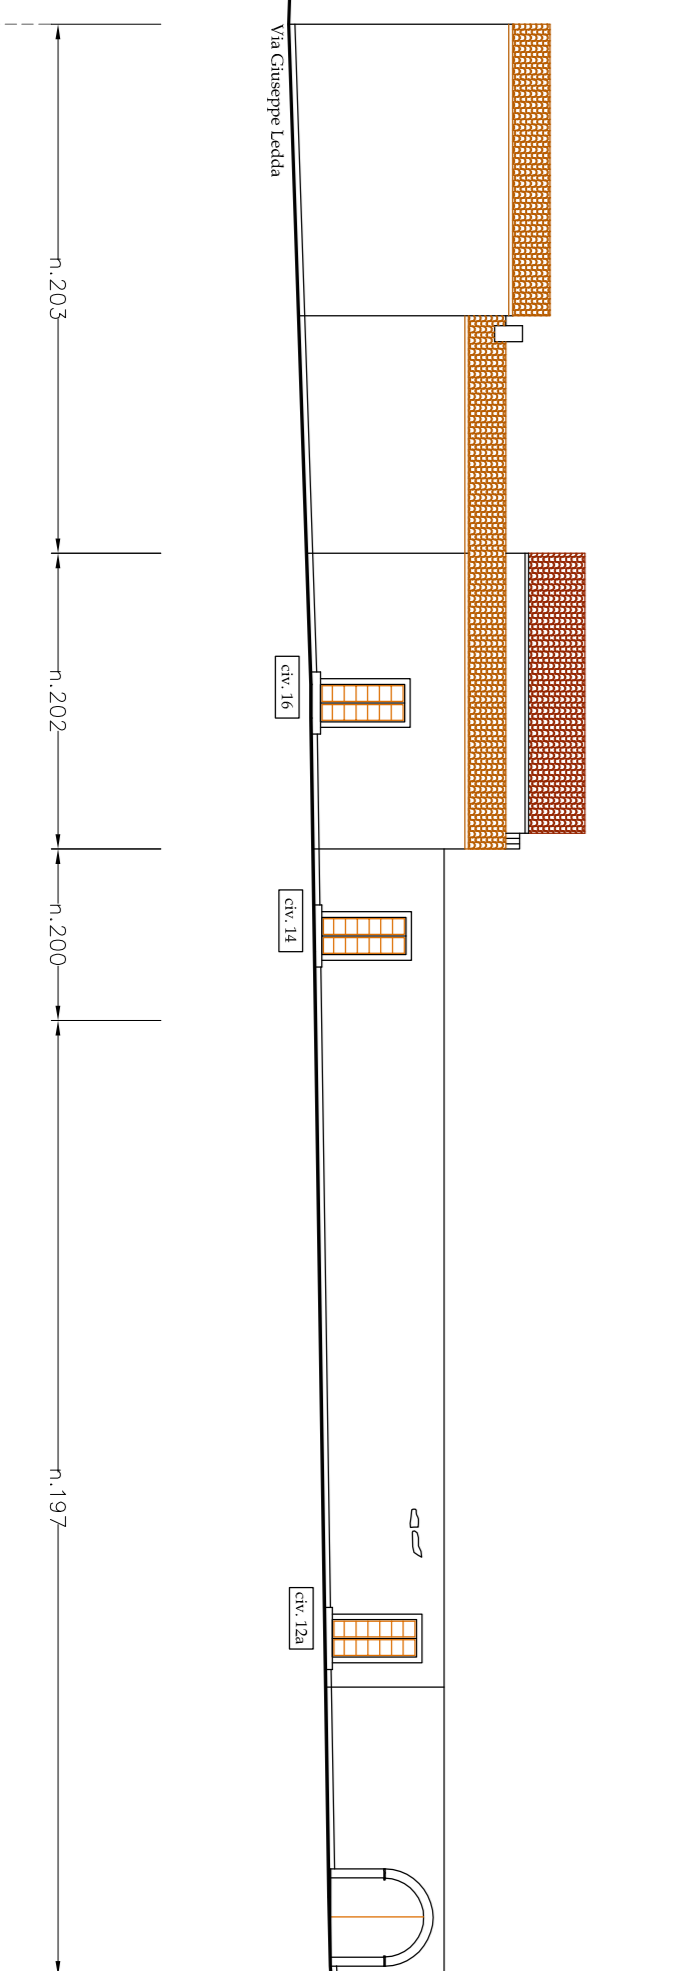 Via Giuseppe Ledda
n.203
n.202
civ. 16
n.200
civ. 14
n.197
civ. 12a